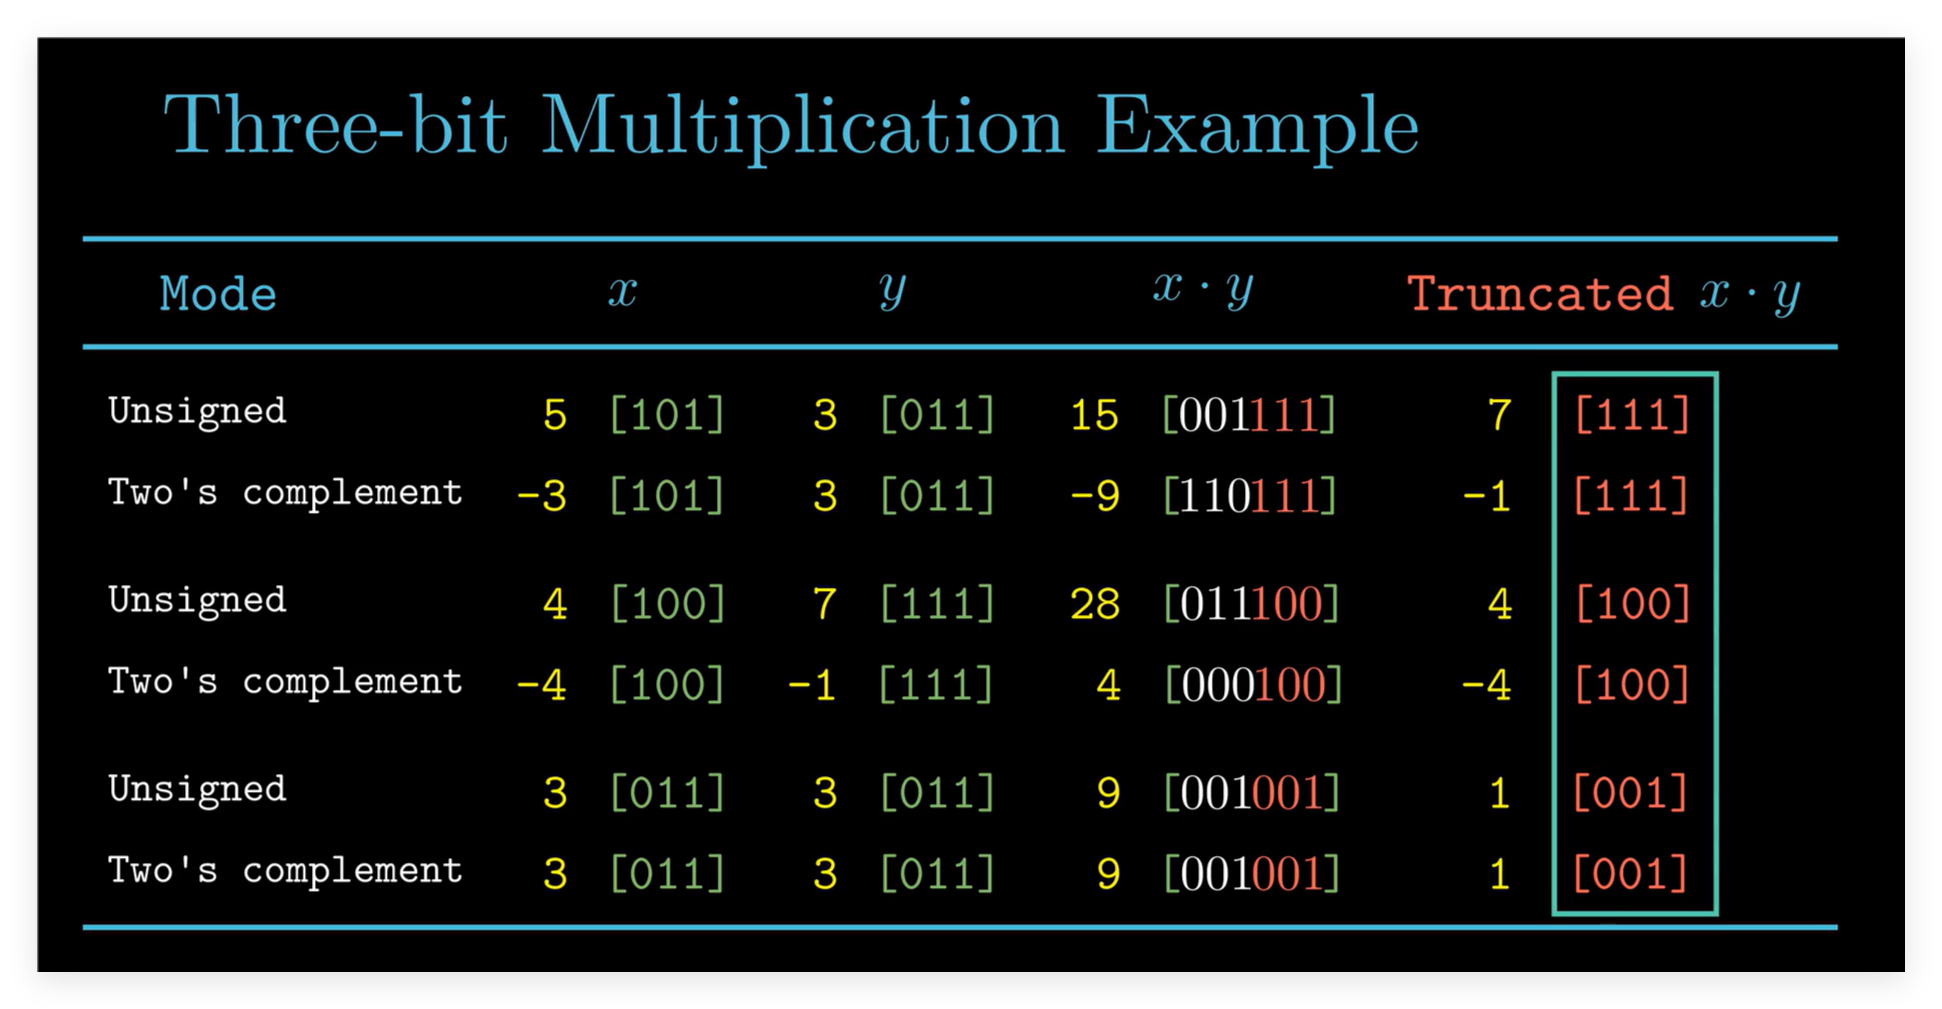 Three-bit Multiplication Example
Mode x y x · y Truncated x · y
Unsigned 5 [101] 3 [011] 15 [001111] 7 [111]
Two's complement -3 [101] 3 [011] -9 [110111] -1 [111]
Unsigned 4 [100] 7 [111] 28 [011100] 4 [100]
Two's complement -4 [100] -1 [111] 4 [000100] -4 [100]
Unsigned 3 [011] 3 [011] 9 [001001] 1 [001]
Two's complement 3 [011] 3 [011] 9 [001001] 1 [001]